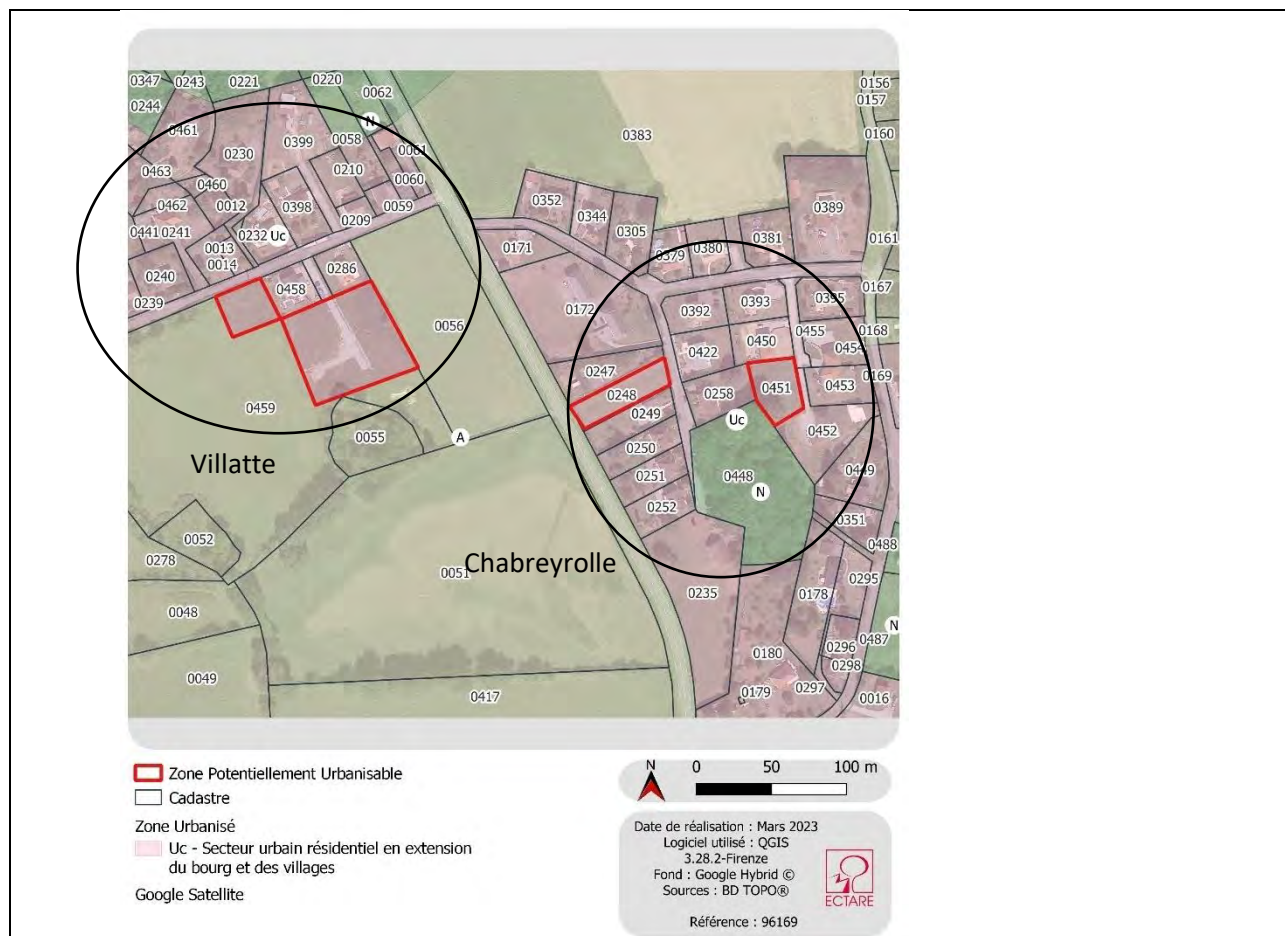 0347 0243 0221 0220 0062 0156
0244 0157
0461 0399 0058 N 0383 0160
0230 0061
0463 0210
0460 0060
0462 0012 0398 0059 0352 0344 0389
0441 0241 0232 Uc 0209 0305 0381 0161
0013 0171 0379 0380
0240 0014 0286
0239 0458 0393 0395 0167
0172 0392
0056 0455 0168
0422 0450 0454
0247 0169
0248 0258 0451 0453
0459 0249 Uc 0452
0055 A 0250
Villatte 0449
0251 0448
0252 N 0351
0052 0488
0278 0051 Chabreyrolle 0295
0235 0178
0048 0487 N
0296
0180 0298
0049 0417 0179 0297 0016
Zone Potentiellement Urbanisable
Cadastre
Zone Urbanisé
Uc - Secteur urbain résidentiel en extension
du bourg et des villages
Google Satellite
N 0 50 100 m
Date de réalisation : Mars 2023
Logiciel utilisé : QGIS
3.28.2-Firenze
Fond : Google Hybrid ©
Sources : BD TOPO®
ECTARE
Référence : 96169